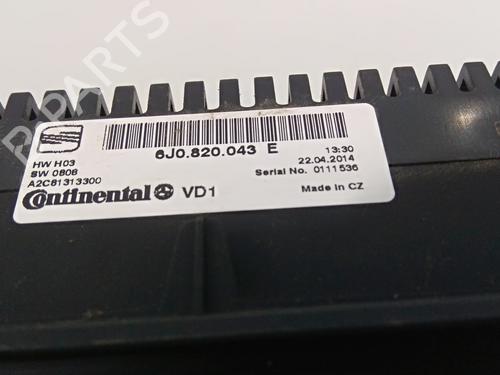 B-PARTS
6J0.820.043 E
13:30
22.04.2014
Serial No. 0111536
Made in CZ
HW H03
SW 0808
A2C81313300
Continental VD1